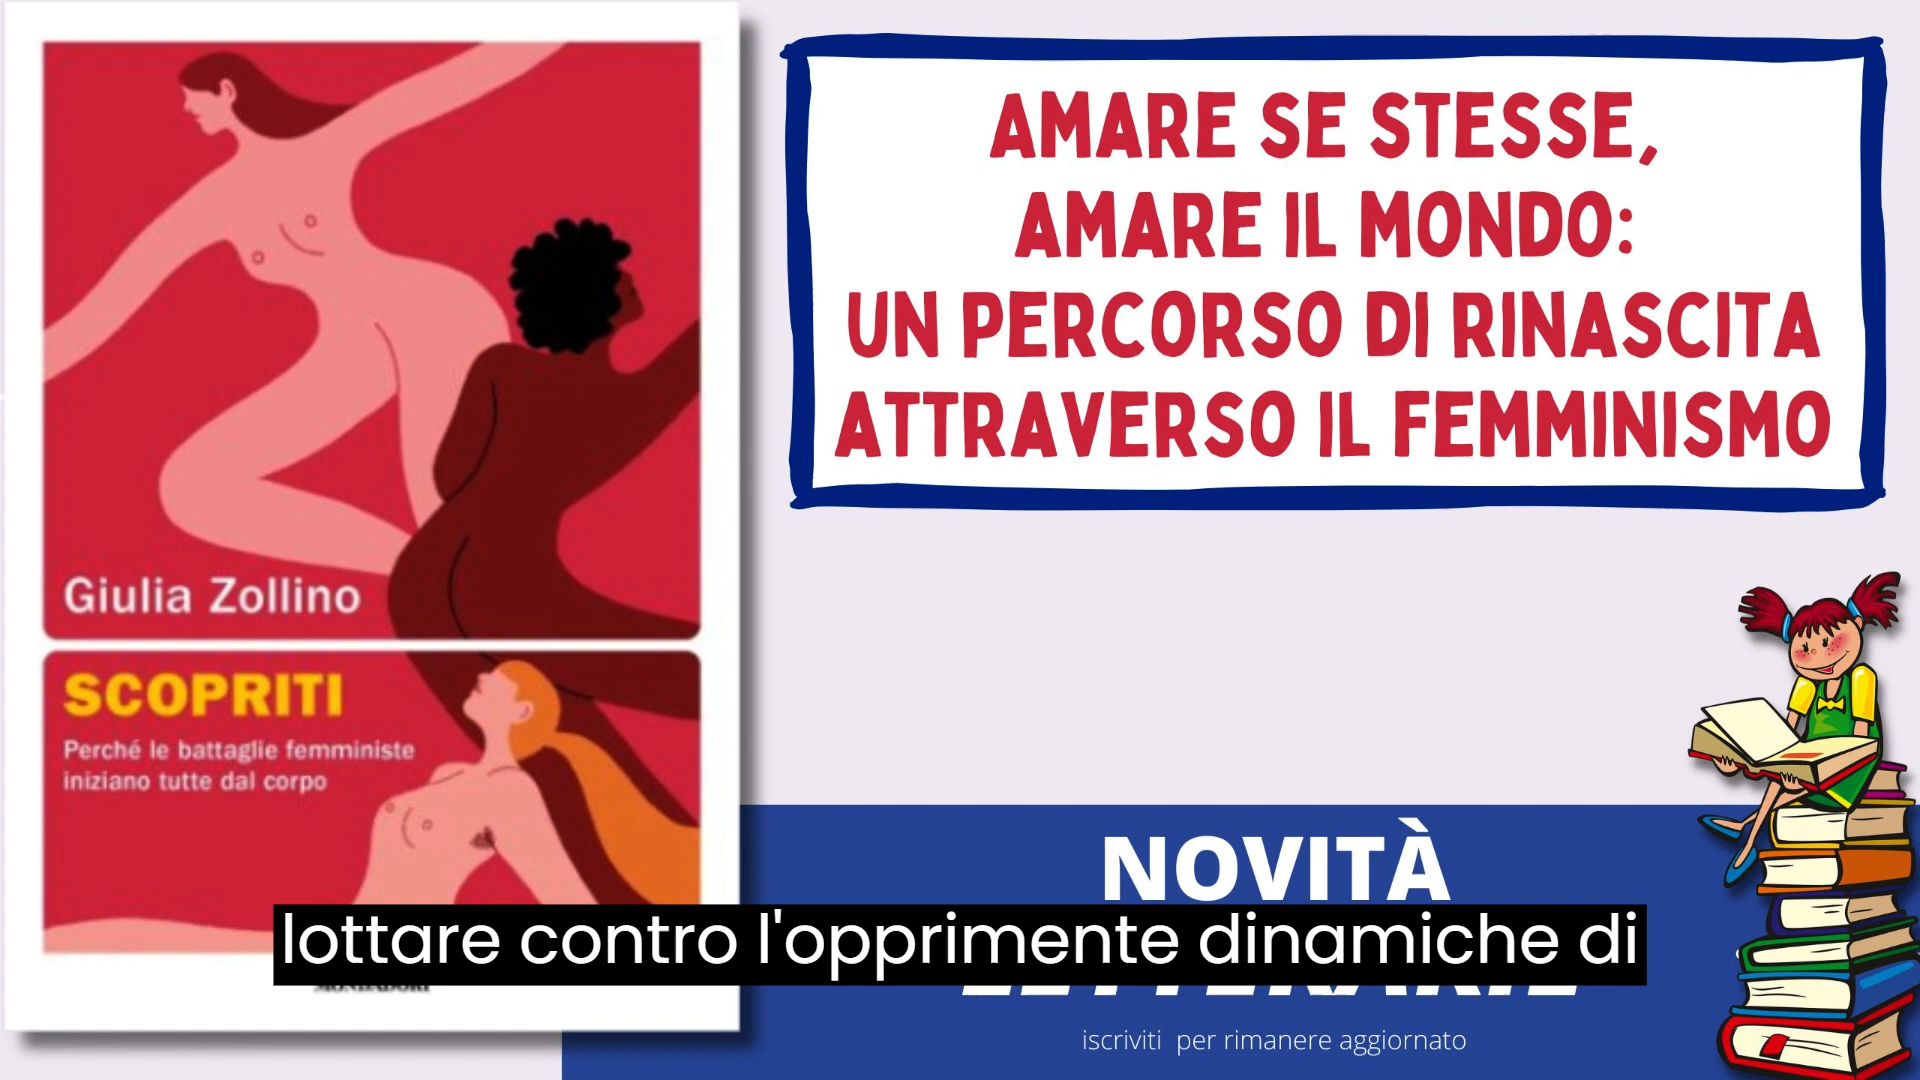 Giulia Zollino
SCOPRITI
Perché le battaglie femministe
iniziano tutte dal corpo
AMARE SE STESSE,
AMARE IL MONDO:
UN PERCORSO DI RINASCITA
ATTRAVERSO IL FEMMINISMO
NOVITÀ
lottare contro l'opprimente dinamiche di
iscriviti per rimanere aggiornato